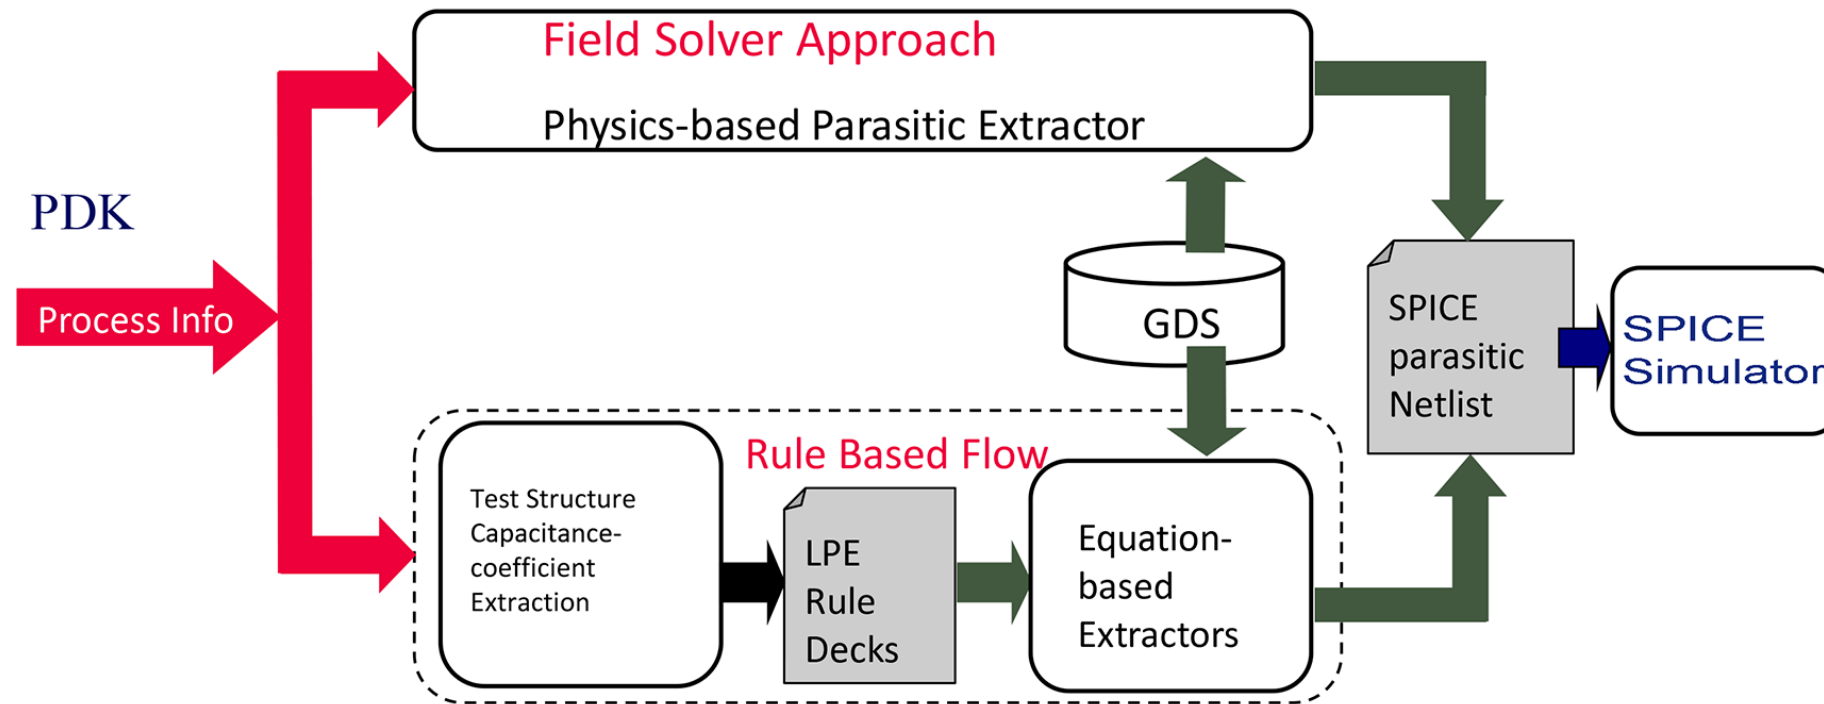 Field Solver Approach
Physics-based Parasitic Extractor
PDK
Process Info
GDS
SPICE
parasitic
Netlist
SPICE
Simulator
Rule Based Flow
Test Structure
Capacitance-
coefficient
Extraction
LPE
Rule
Decks
Equation-
based
Extractors